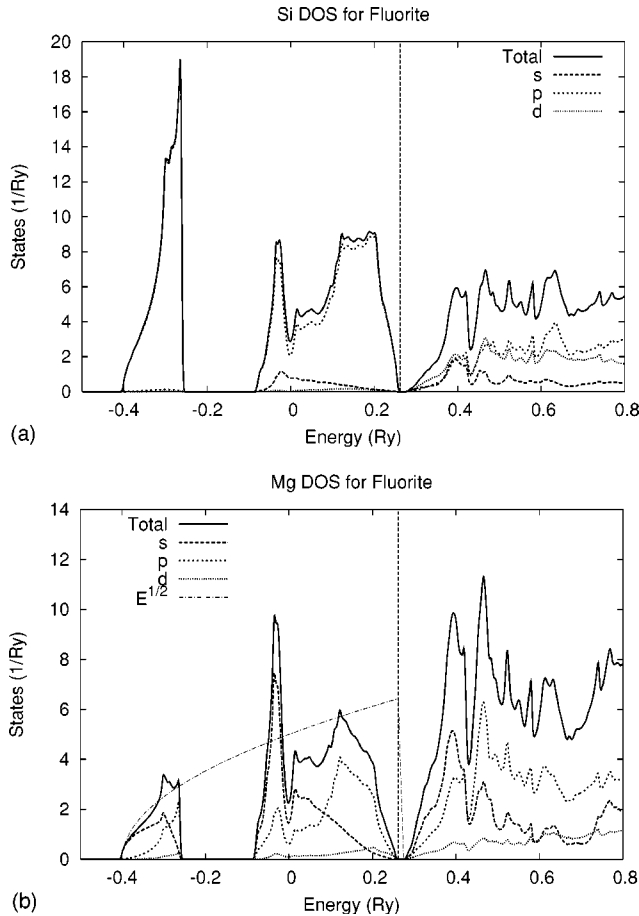 Si DOS for Fluorite
20
18
16
14
12
10
8
6
4
2
0
States (1/Ry)
Total
s
p
d
-0.4 -0.2 0 0.2 0.4 0.6 0.8
Energy (Ry)
(a)
Mg DOS for Fluorite
14
12
10
8
6
4
2
0
States (1/Ry)
Total
s
p
d
E^1/2
-0.4 -0.2 0 0.2 0.4 0.6 0.8
Energy (Ry)
(b)